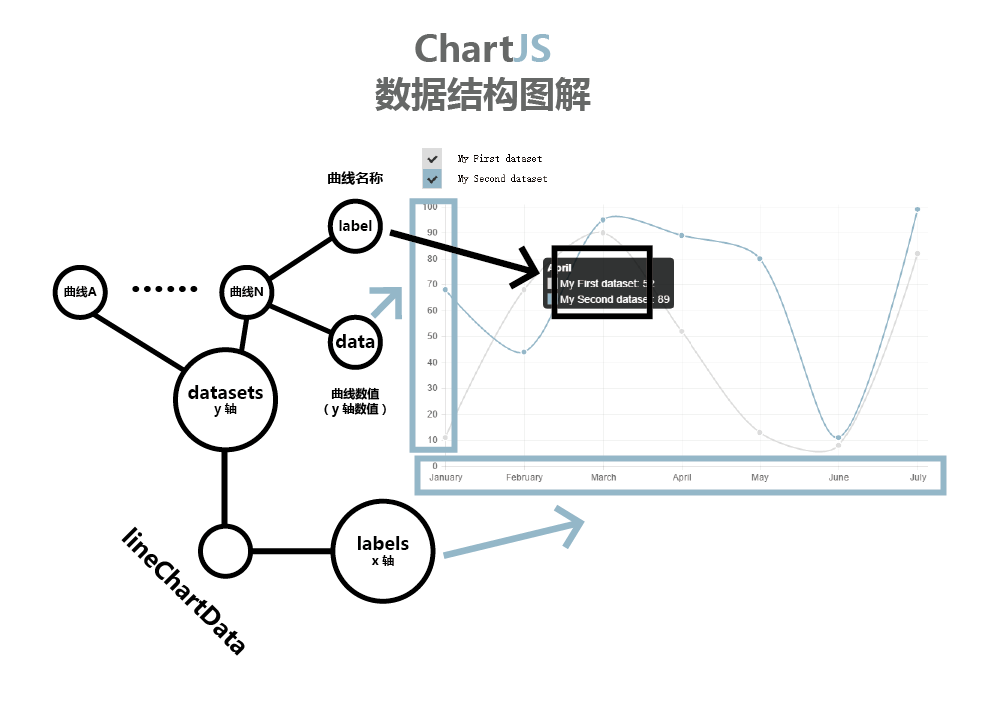 ChartJS
数据结构图解
My First dataset
My Second dataset
曲线名称
label
曲线A
曲线N
data
曲线数值
（y 轴数值）
datasets
y 轴
labels
x 轴
lineChartData
100
90
80
70
60
50
40
30
20
10
0
January February March April May June July
April
My First dataset: 52
My Second dataset: 89